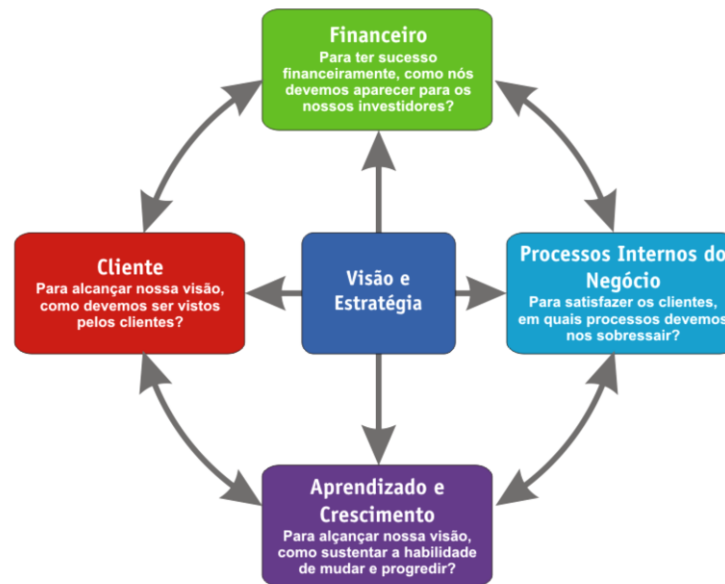 Financeiro
Para ter sucesso
financeiramente, como nós
devemos aparecer para os
nossos investidores?
Cliente
Para alcançar nossa visão,
como devemos ser vistos
pelos clientes?
Visão e
Estratégia
Processos Internos do
Negócio
Para satisfazer os clientes,
em quais processos devemos
nos sobressair?
Aprendizado e
Crescimento
Para alçançar nossa visão,
como sustentar a habilidade
de mudar e progredir?